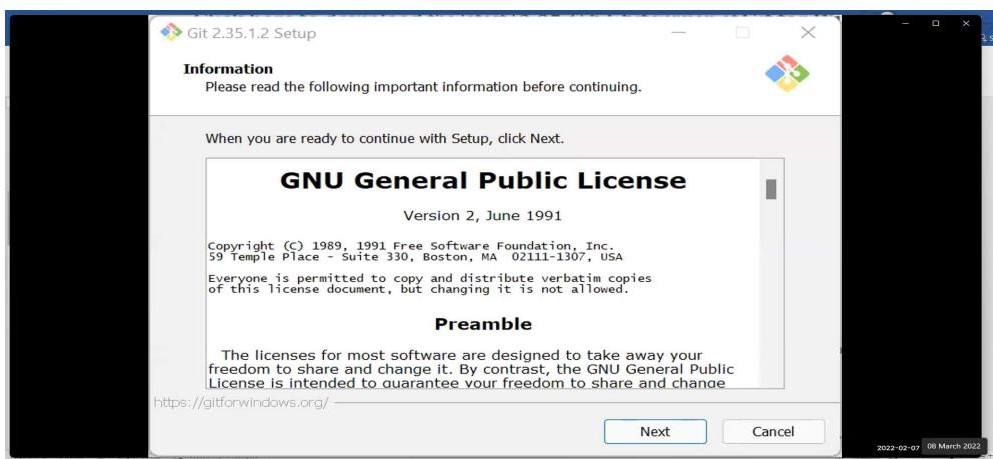 Git 2.35.1.2 Setup
Information
Please read the following important information before continuing.
When you are ready to continue with Setup, click Next.
GNU General Public License
Version 2, June 1991
Copyright (C) 1989, 1991 Free Software Foundation, Inc.
59 Temple Place - Suite 330, Boston, MA  02111-1307, USA
Everyone is permitted to copy and distribute verbatim copies
of this license document, but changing it is not allowed.
Preamble
The licenses for most software are designed to take away your
freedom to share and change it. By contrast, the GNU General Public
License is intended to guarantee your freedom to share and change
https://gitforwindows.org/
Next Cancel
2022-02-07 08 March 2022